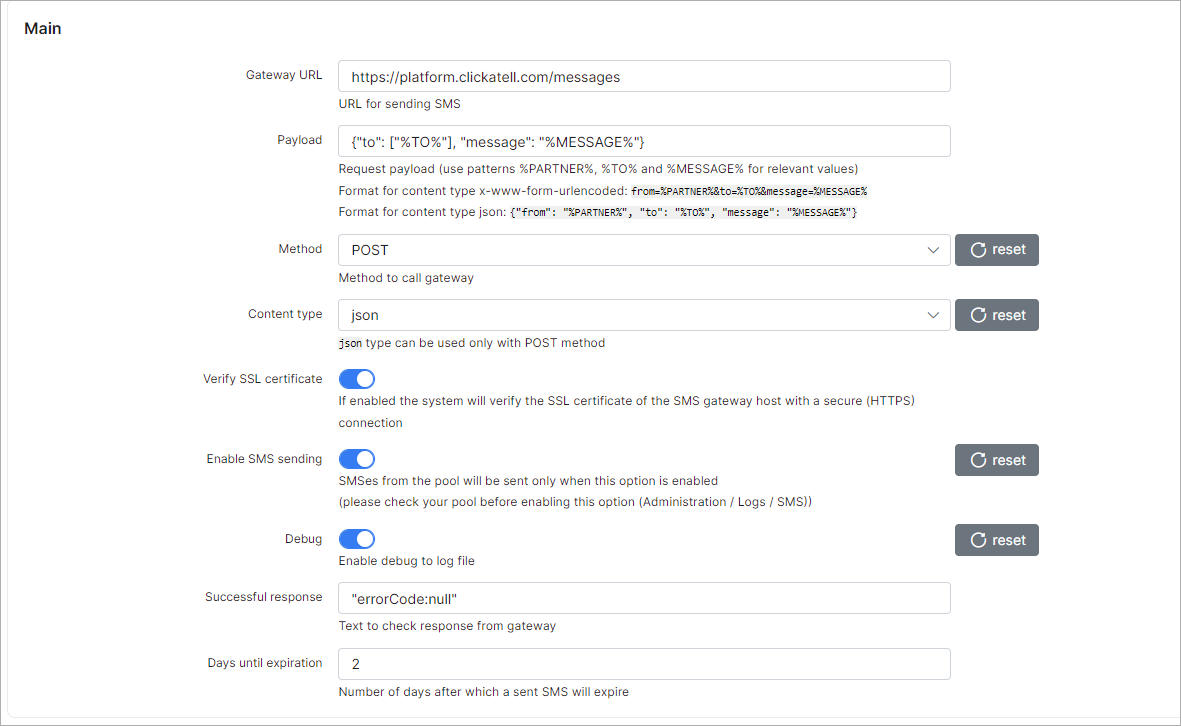 Main
Gateway URL
https://platform.clickatell.com/messages
URL for sending SMS
Payload
{"to": ["%TO%"], "message": "%MESSAGE%"}
Request payload (use patterns %PARTNER%, %TO% and %MESSAGE% for relevant values)
Format for content type x-www-form-urlencoded: from=%PARTNER%&to=%TO%&message=%MESSAGE%
Format for content type json: {"from": "%PARTNER%", "to": "%TO%", "message": "%MESSAGE%"}
Method
POST
reset
Method to call gateway
Content type
json
reset
json type can be used only with POST method
Verify SSL certificate
If enabled the system will verify the SSL certificate of the SMS gateway host with a secure (HTTPS)
connection
Enable SMS sending
reset
SMSes from the pool will be sent only when this option is enabled
(please check your pool before enabling this option (Administration / Logs / SMS))
Debug
reset
Enable debug to log file
Successful response
"errorCode:null"
Text to check response from gateway
Days until expiration
2
Number of days after which a sent SMS will expire